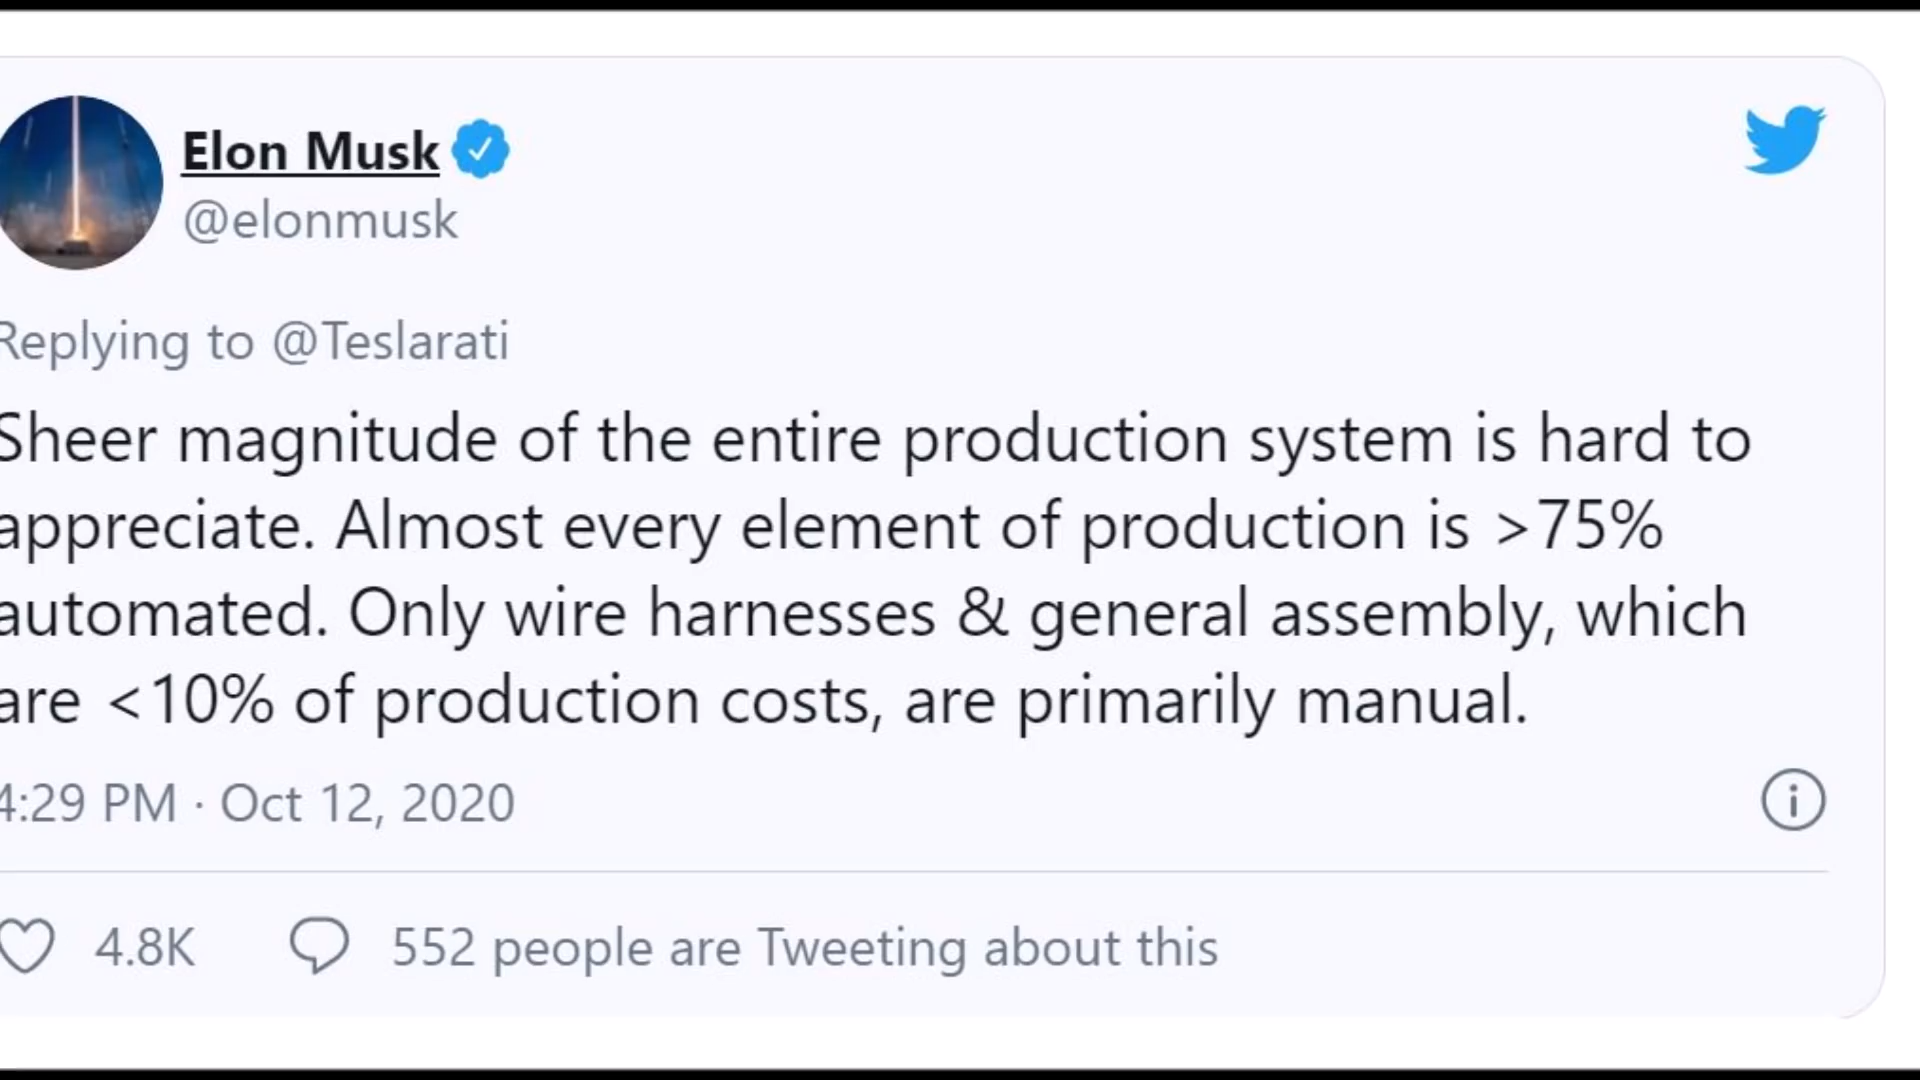 Elon Musk
@elonmusk
Replying to @Teslarati
Sheer magnitude of the entire production system is hard to
appreciate. Almost every element of production is >75%
automated. Only wire harnesses & general assembly, which
are <10% of production costs, are primarily manual.
4:29 PM · Oct 12, 2020
4.8K 552 people are Tweeting about this